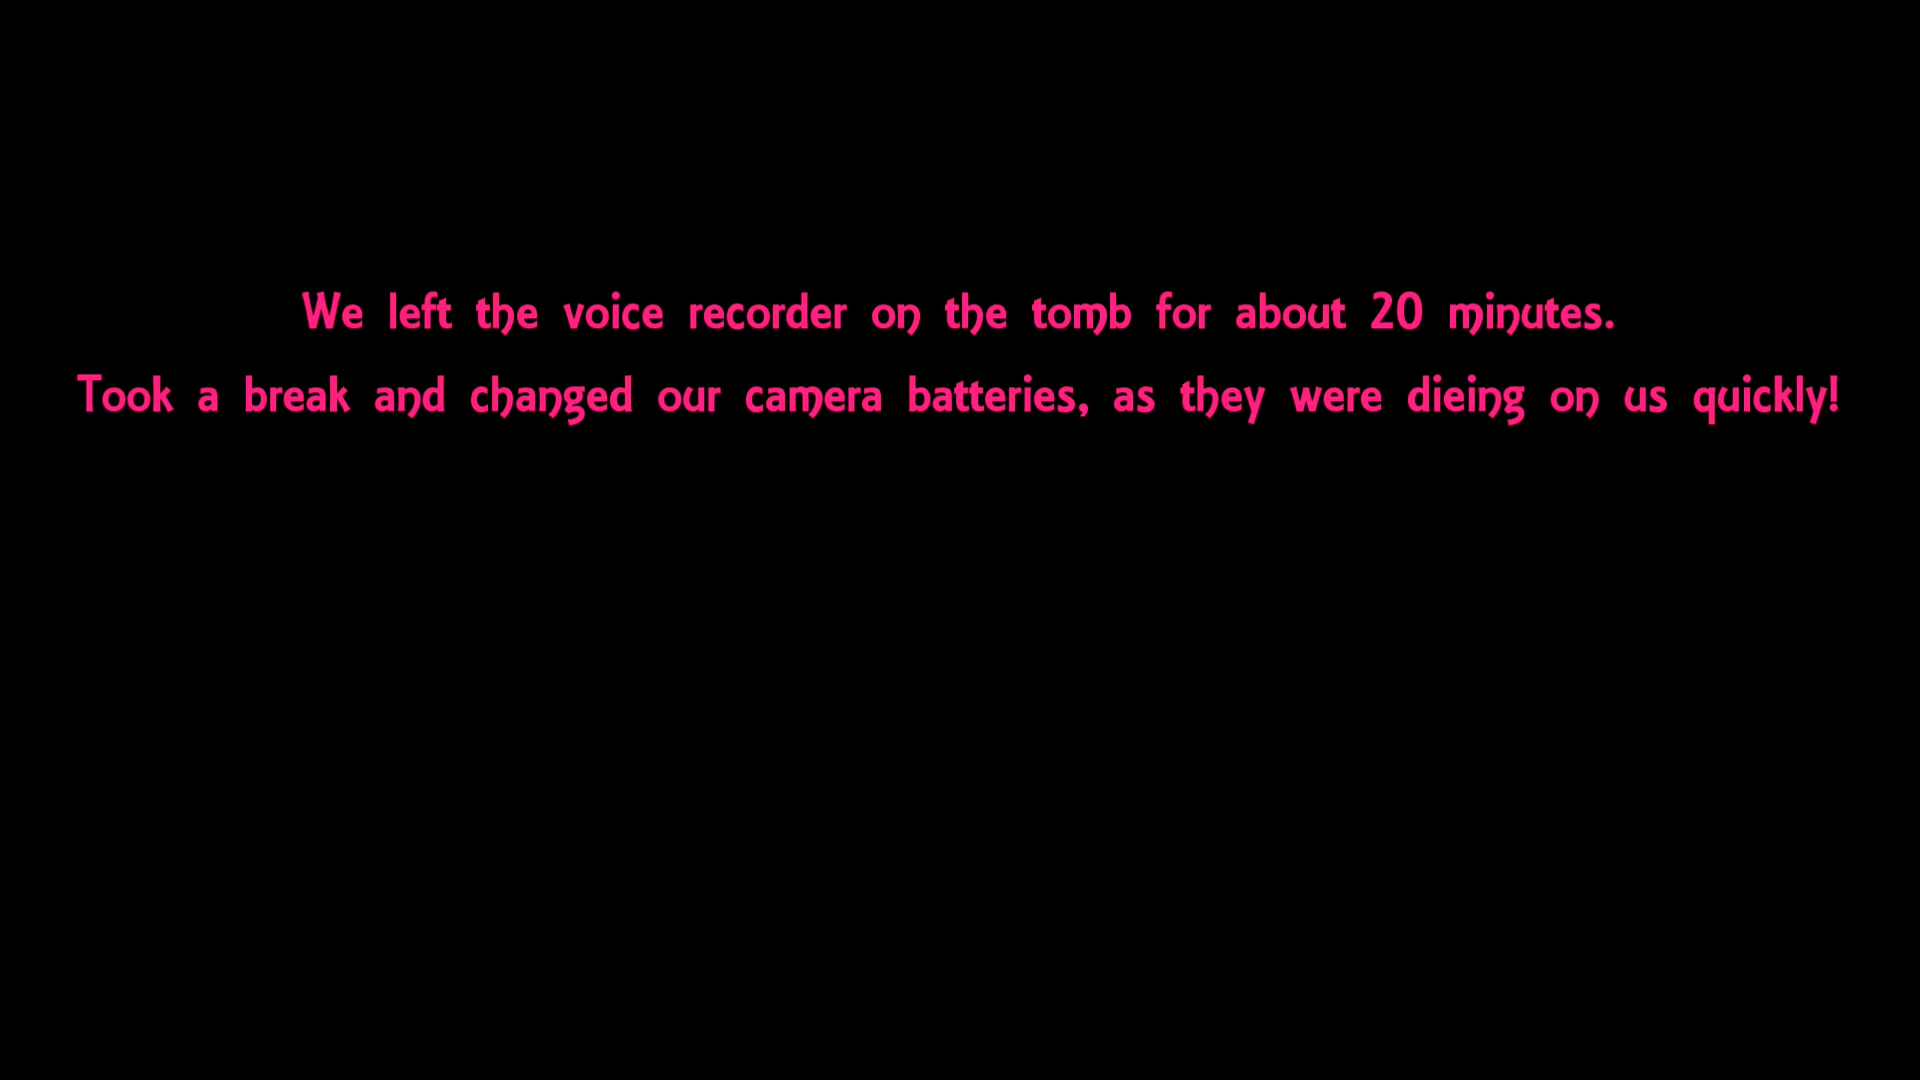 We left the voice recorder on the tomb for about 20 minutes.
Took a break and changed our camera batteries, as they were dieing on us quickly!